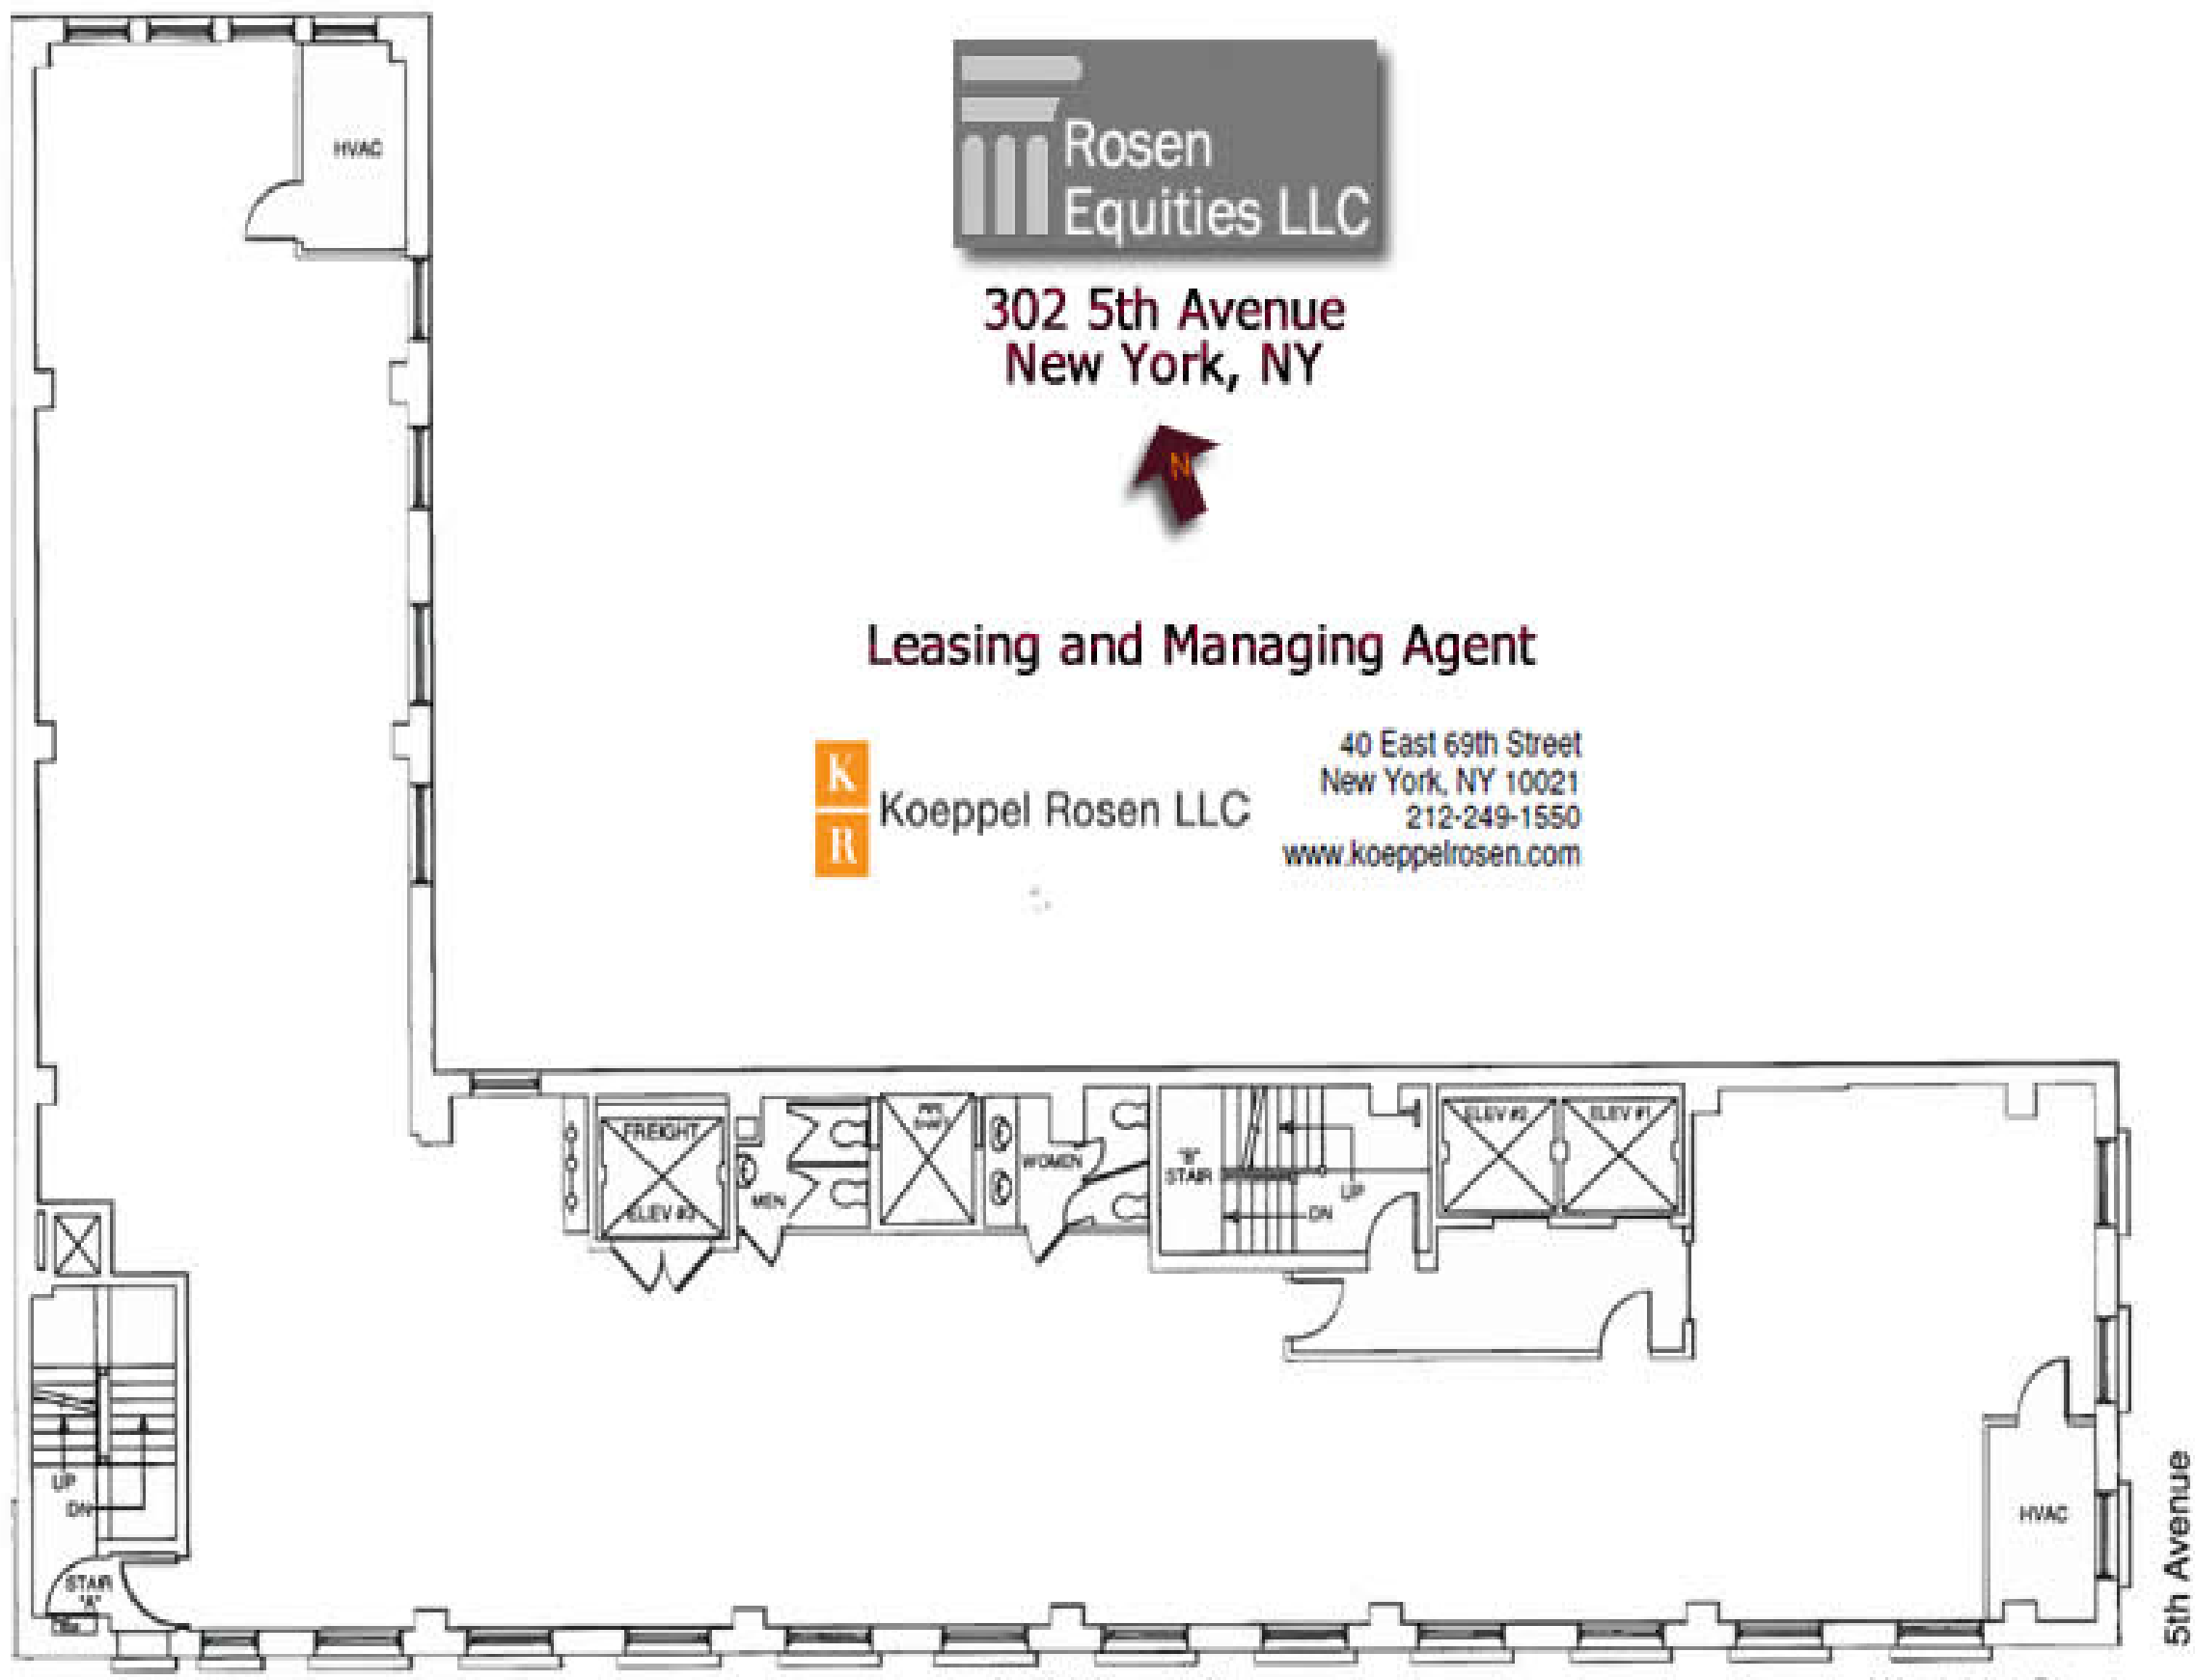 HVAC
Rosen
Equities LLC
302 5th Avenue
New York, NY
N
Leasing and Managing Agent
K
R
Koeppel Rosen LLC
40 East 69th Street
New York, NY 10021
212-249-1550
www.koeppelrosen.com
FREIGHT
ELEV #3
MEN
PIPE
SHAFT
WOMEN
"B"
STAIR
UP
DN
ELEV #2
ELEV #1
UP
DN
STAIR
"A"
HVAC
5th Avenue